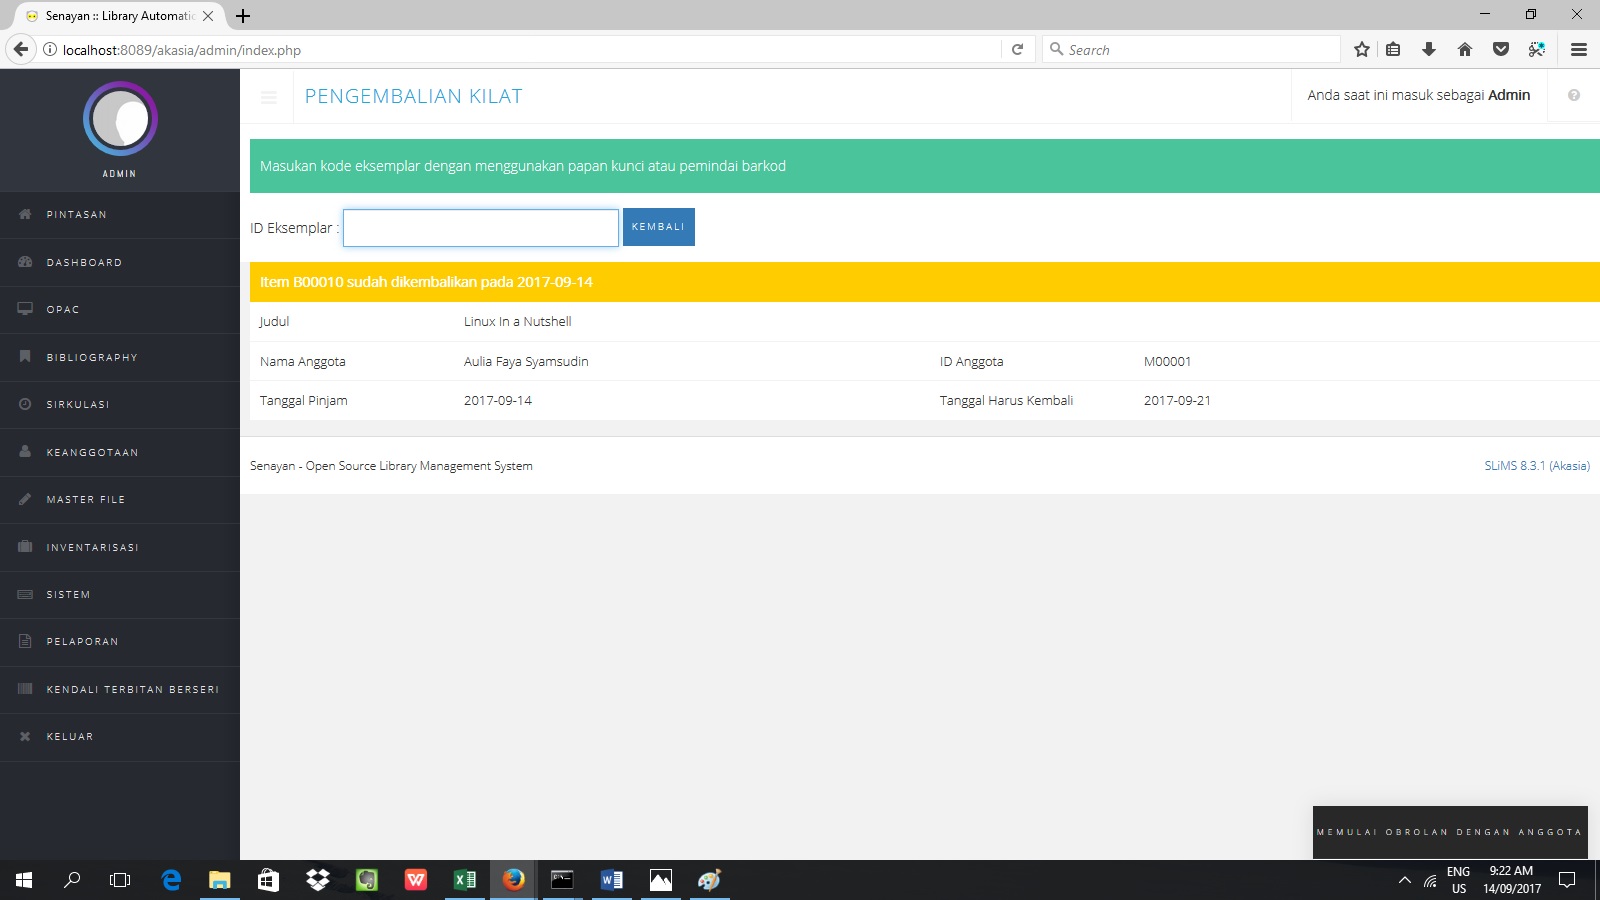 Senayan :: Library Automatic
localhost:8089/akasia/admin/index.php
Search
ADMIN
PINTASAN
DASHBOARD
OPAC
BIBLIOGRAPHY
SIRKULASI
KEANGGOTAAN
MASTER FILE
INVENTARISASI
SISTEM
PELAPORAN
KENDALI TERBITAN BERSERI
KELUAR
PENGEMBALIAN KILAT
Anda saat ini masuk sebagai Admin
Masukan kode eksemplar dengan menggunakan papan kunci atau pemindai barkod
ID Eksemplar :
KEMBALI
Item B00010 sudah dikembalikan pada 2017-09-14
Judul Linux In a Nutshell
Nama Anggota Aulia Faya Syamsudin ID Anggota M00001
Tanggal Pinjam 2017-09-14 Tanggal Harus Kembali 2017-09-21
Senayan - Open Source Library Management System
SLiMS 8.3.1 (Akasia)
MEMULAI OBROLAN DENGAN ANGGOTA
ENG
US
9:22 AM
14/09/2017